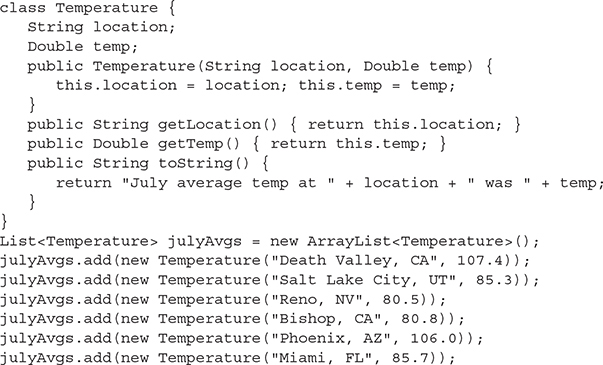 class Temperature {
   String location;
   Double temp;
   public Temperature(String location, Double temp) {
      this.location = location; this.temp = temp;
   }
   public String getLocation() { return this.location; }
   public Double getTemp() { return this.temp; }
   public String toString() {
      return "July average temp at " + location + " was " + temp;
   }
}
List<Temperature> julyAvgs = new ArrayList<Temperature>();
julyAvgs.add(new Temperature("Death Valley, CA", 107.4));
julyAvgs.add(new Temperature("Salt Lake City, UT", 85.3));
julyAvgs.add(new Temperature("Reno, NV", 80.5));
julyAvgs.add(new Temperature("Bishop, CA", 80.8));
julyAvgs.add(new Temperature("Phoenix, AZ", 106.0));
julyAvgs.add(new Temperature("Miami, FL", 85.7));